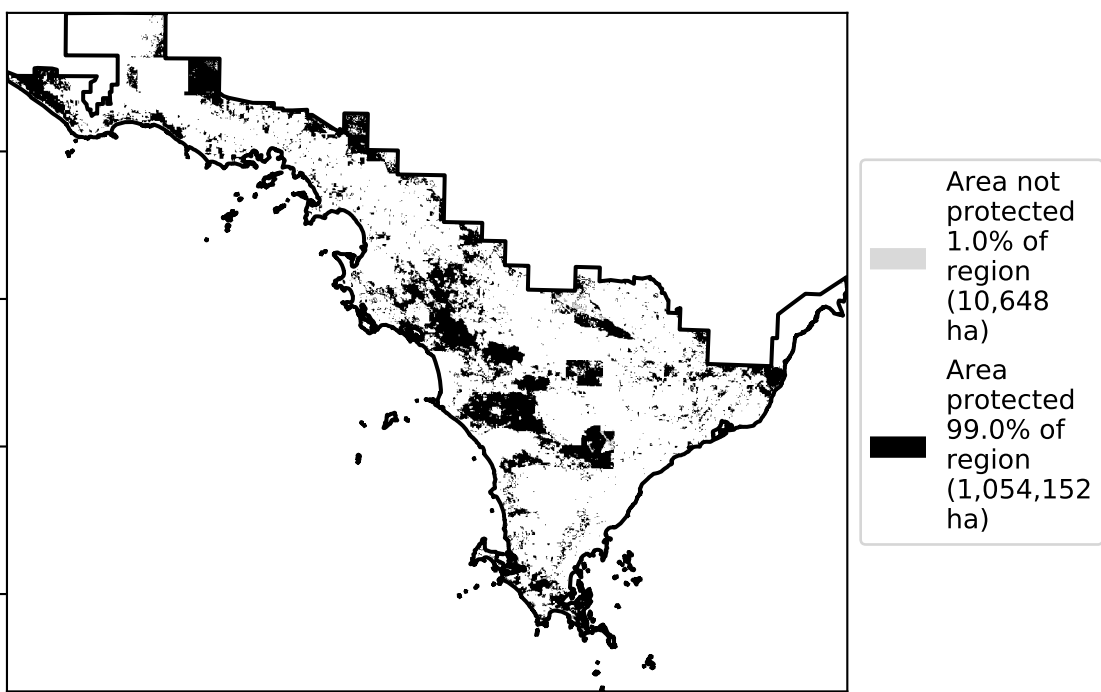 Area not
protected
1.0% of
region
(10,648
ha)
Area
protected
99.0% of
region
(1,054,152
ha)